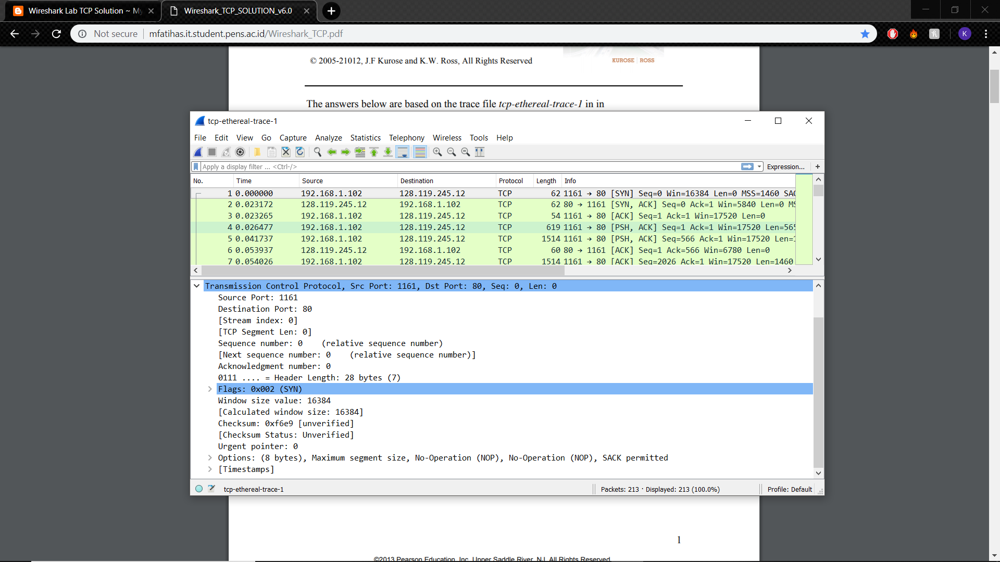 Wireshark Lab TCP Solution ~ My
Wireshark_TCP_SOLUTION_v6.0
Not secure
mfatihas.it.student.pens.ac.id/Wireshark_TCP.pdf
K
© 2005-21012, J.F Kurose and K.W. Ross, All Rights Reserved
KUROSE ROSS
The answers below are based on the trace file tcp-ethereal-trace-1 in in
tcp-ethereal-trace-1
File Edit View Go Capture Analyze Statistics Telephony Wireless Tools Help
Apply a display filter ... <Ctrl-/> Expression... +
No. Time Source Destination Protocol Length Info
1 0.000000 192.168.1.102 128.119.245.12 TCP 62 1161 → 80 [SYN] Seq=0 Win=16384 Len=0 MSS=1460 SAC
2 0.023172 128.119.245.12 192.168.1.102 TCP 62 80 → 1161 [SYN, ACK] Seq=0 Ack=1 Win=5840 Len=0 MS
3 0.023265 192.168.1.102 128.119.245.12 TCP 54 1161 → 80 [ACK] Seq=1 Ack=1 Win=17520 Len=0
4 0.026477 192.168.1.102 128.119.245.12 TCP 619 1161 → 80 [PSH, ACK] Seq=1 Ack=1 Win=17520 Len=565
5 0.041737 192.168.1.102 128.119.245.12 TCP 1514 1161 → 80 [PSH, ACK] Seq=566 Ack=1 Win=17520 Len=1
6 0.053937 128.119.245.12 192.168.1.102 TCP 60 80 → 1161 [ACK] Seq=1 Ack=566 Win=6780 Len=0
7 0.054026 192.168.1.102 128.119.245.12 TCP 1514 1161 → 80 [ACK] Seq=2026 Ack=1 Win=17520 Len=1460
Transmission Control Protocol, Src Port: 1161, Dst Port: 80, Seq: 0, Len: 0
Source Port: 1161
Destination Port: 80
[Stream index: 0]
[TCP Segment Len: 0]
Sequence number: 0 (relative sequence number)
[Next sequence number: 0 (relative sequence number)]
Acknowledgment number: 0
0111 .... = Header Length: 28 bytes (7)
Flags: 0x002 (SYN)
Window size value: 16384
[Calculated window size: 16384]
Checksum: 0xf6e9 [unverified]
[Checksum Status: Unverified]
Urgent pointer: 0
Options: (8 bytes), Maximum segment size, No-Operation (NOP), No-Operation (NOP), SACK permitted
[Timestamps]
tcp-ethereal-trace-1 Packets: 213 · Displayed: 213 (100.0%) Profile: Default
1
©2013 Pearson Education, Inc. Upper Saddle River, NJ. All Rights Reserved.